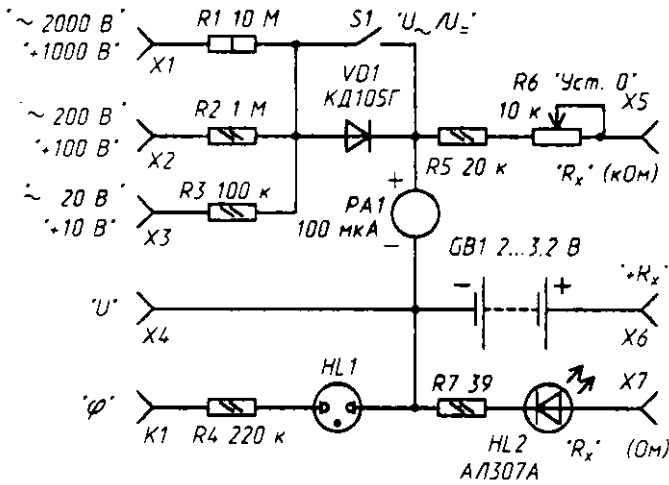 "~ 2000 В"
"+1000 В"
X1
R1 10 М
S1
"U~/U="
VD1
КД105Г
R6 "Уст. 0"
10 к
X5
"~ 200 В"
"+100 В"
X2
R2 1 М
R5 20 к
"Rx" (кОм)
"~ 20 В"
"+10 В"
X3
R3 100 к
+
PA1
100 мкА
−
GB1 2...3.2 В
− +
"+Rx"
"U"
X4
X6
HL1
R7 39
X7
"φ"
K1
R4 220 к
HL2
АЛ307А
"Rx" (Ом)